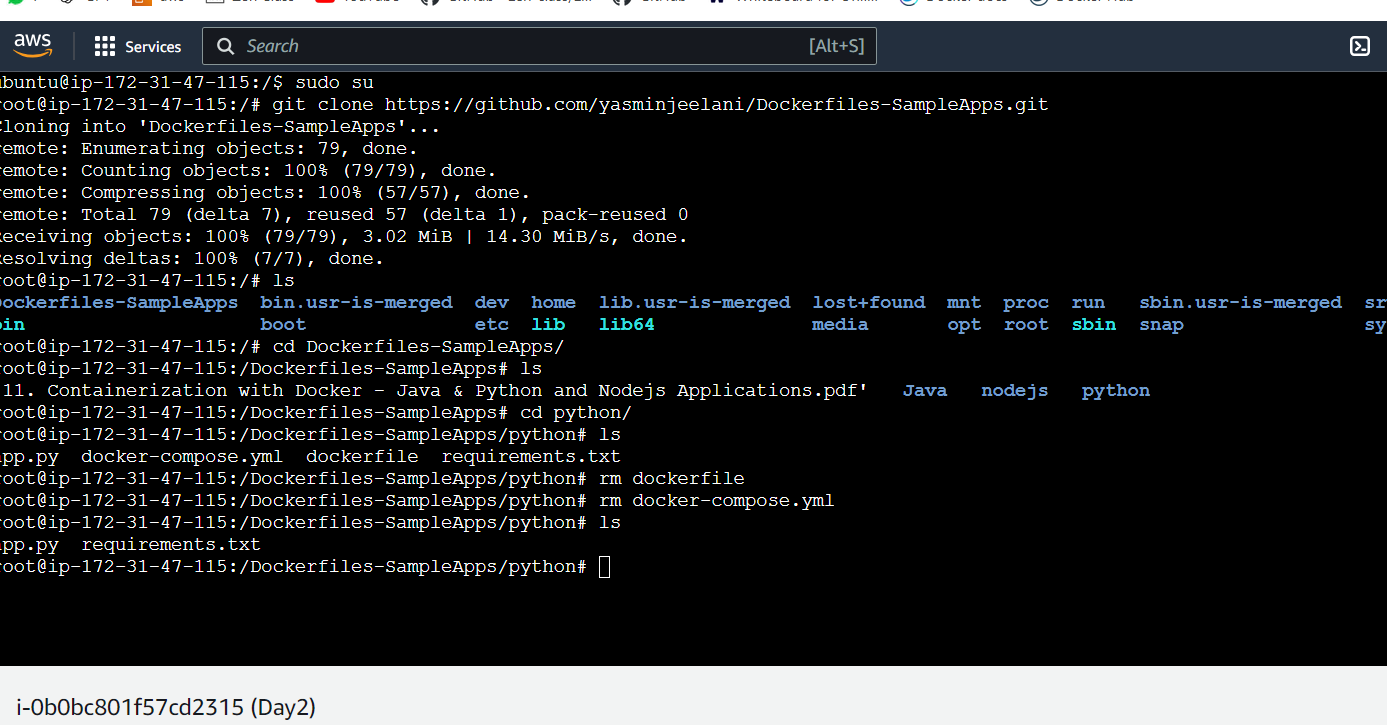 aws Services Search [Alt+S]
ubuntu@ip-172-31-47-115:/$ sudo su
root@ip-172-31-47-115:/# git clone https://github.com/yasminjeelani/Dockerfiles-SampleApps.git
Cloning into 'Dockerfiles-SampleApps'...
remote: Enumerating objects: 79, done.
remote: Counting objects: 100% (79/79), done.
remote: Compressing objects: 100% (57/57), done.
remote: Total 79 (delta 7), reused 57 (delta 1), pack-reused 0
Receiving objects: 100% (79/79), 3.02 MiB | 14.30 MiB/s, done.
Resolving deltas: 100% (7/7), done.
root@ip-172-31-47-115:/# ls
Dockerfiles-SampleApps bin.usr-is-merged dev home lib.usr-is-merged lost+found mnt proc run sbin.usr-is-merged sr
bin boot etc lib lib64 media opt root sbin snap sy
root@ip-172-31-47-115:/# cd Dockerfiles-SampleApps/
root@ip-172-31-47-115:/Dockerfiles-SampleApps# ls
'11. Containerization with Docker - Java & Python and Nodejs Applications.pdf' Java nodejs python
root@ip-172-31-47-115:/Dockerfiles-SampleApps# cd python/
root@ip-172-31-47-115:/Dockerfiles-SampleApps/python# ls
app.py docker-compose.yml dockerfile requirements.txt
root@ip-172-31-47-115:/Dockerfiles-SampleApps/python# rm dockerfile
root@ip-172-31-47-115:/Dockerfiles-SampleApps/python# rm docker-compose.yml
root@ip-172-31-47-115:/Dockerfiles-SampleApps/python# ls
app.py requirements.txt
root@ip-172-31-47-115:/Dockerfiles-SampleApps/python#
i-0b0bc801f57cd2315 (Day2)